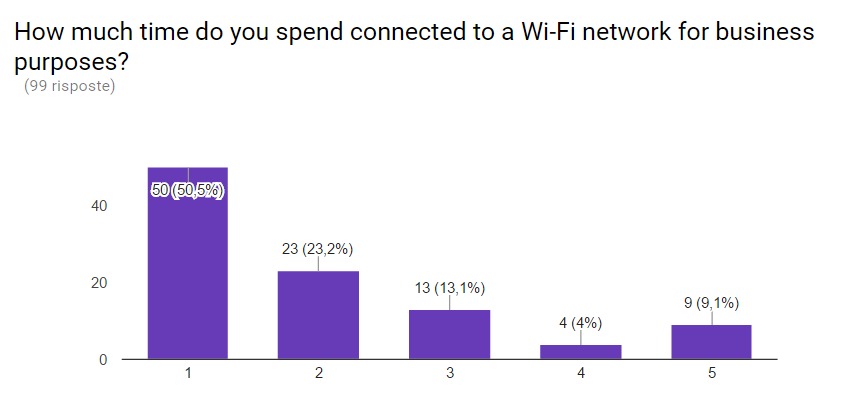 How much time do you spend connected to a Wi-Fi network for business
purposes?
(99 risposte)
50 (50,5%)
40
23 (23,2%)
20
13 (13,1%)
9 (9,1%)
4 (4%)
0
1 2 3 4 5